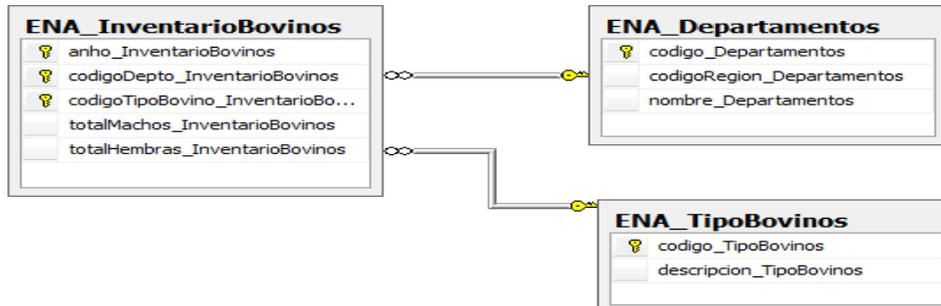 ENA_InventarioBovinos
anho_InventarioBovinos
codigoDepto_InventarioBovinos
codigoTipoBovino_InventarioBo...
totalMachos_InventarioBovinos
totalHembras_InventarioBovinos
ENA_Departamentos
codigo_Departamentos
codigoRegion_Departamentos
nombre_Departamentos
ENA_TipoBovinos
codigo_TipoBovinos
descripcion_TipoBovinos